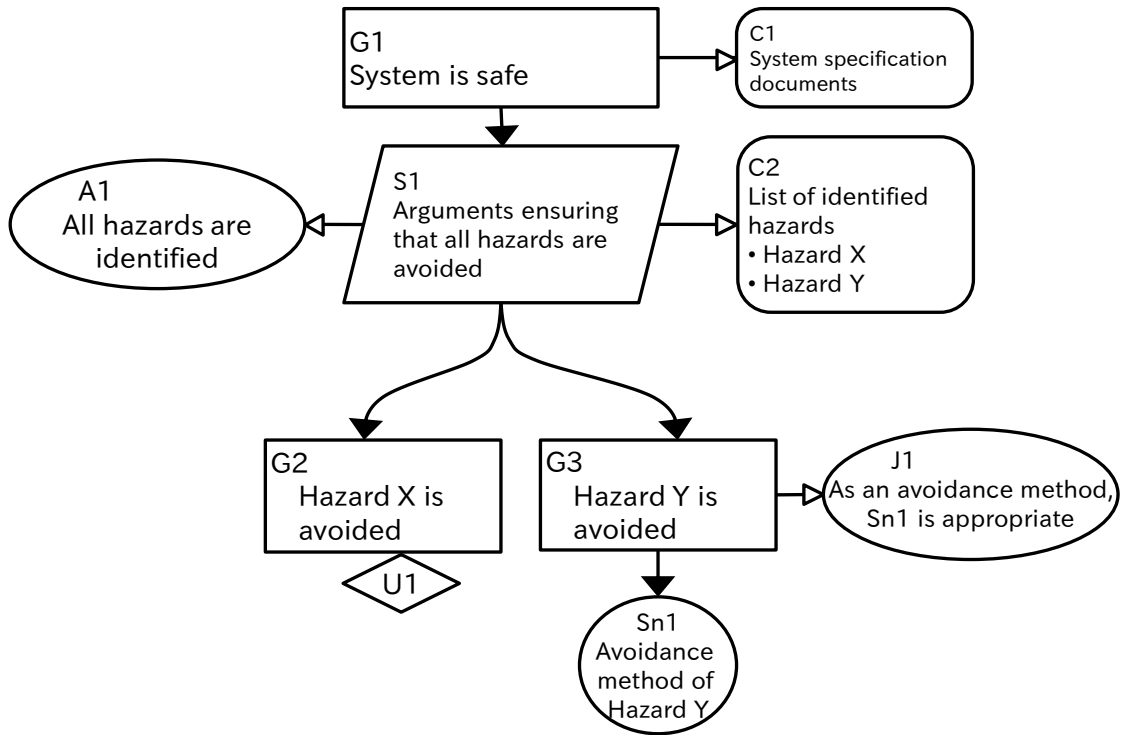 G1
System is safe
C1
System specification
documents
A1
All hazards are
identified
S1
Arguments ensuring
that all hazards are
avoided
C2
List of identified
hazards
• Hazard X
• Hazard Y
G2
Hazard X is
avoided
U1
G3
Hazard Y is
avoided
J1
As an avoidance method,
Sn1 is appropriate
Sn1
Avoidance
method of
Hazard Y